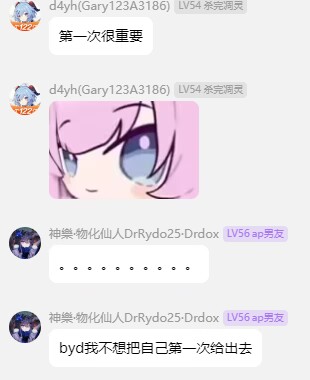 d4yh(Gary123A3186) LV54 杀完凋灵
第一次很重要
d4yh(Gary123A3186) LV54 杀完凋灵
神樂·物化仙人DrRydo25·Drdox LV56 ap男友
。。。。。。。。。。
神樂·物化仙人DrRydo25·Drdox LV56 ap男友
byd我不想把自己第一次给出去